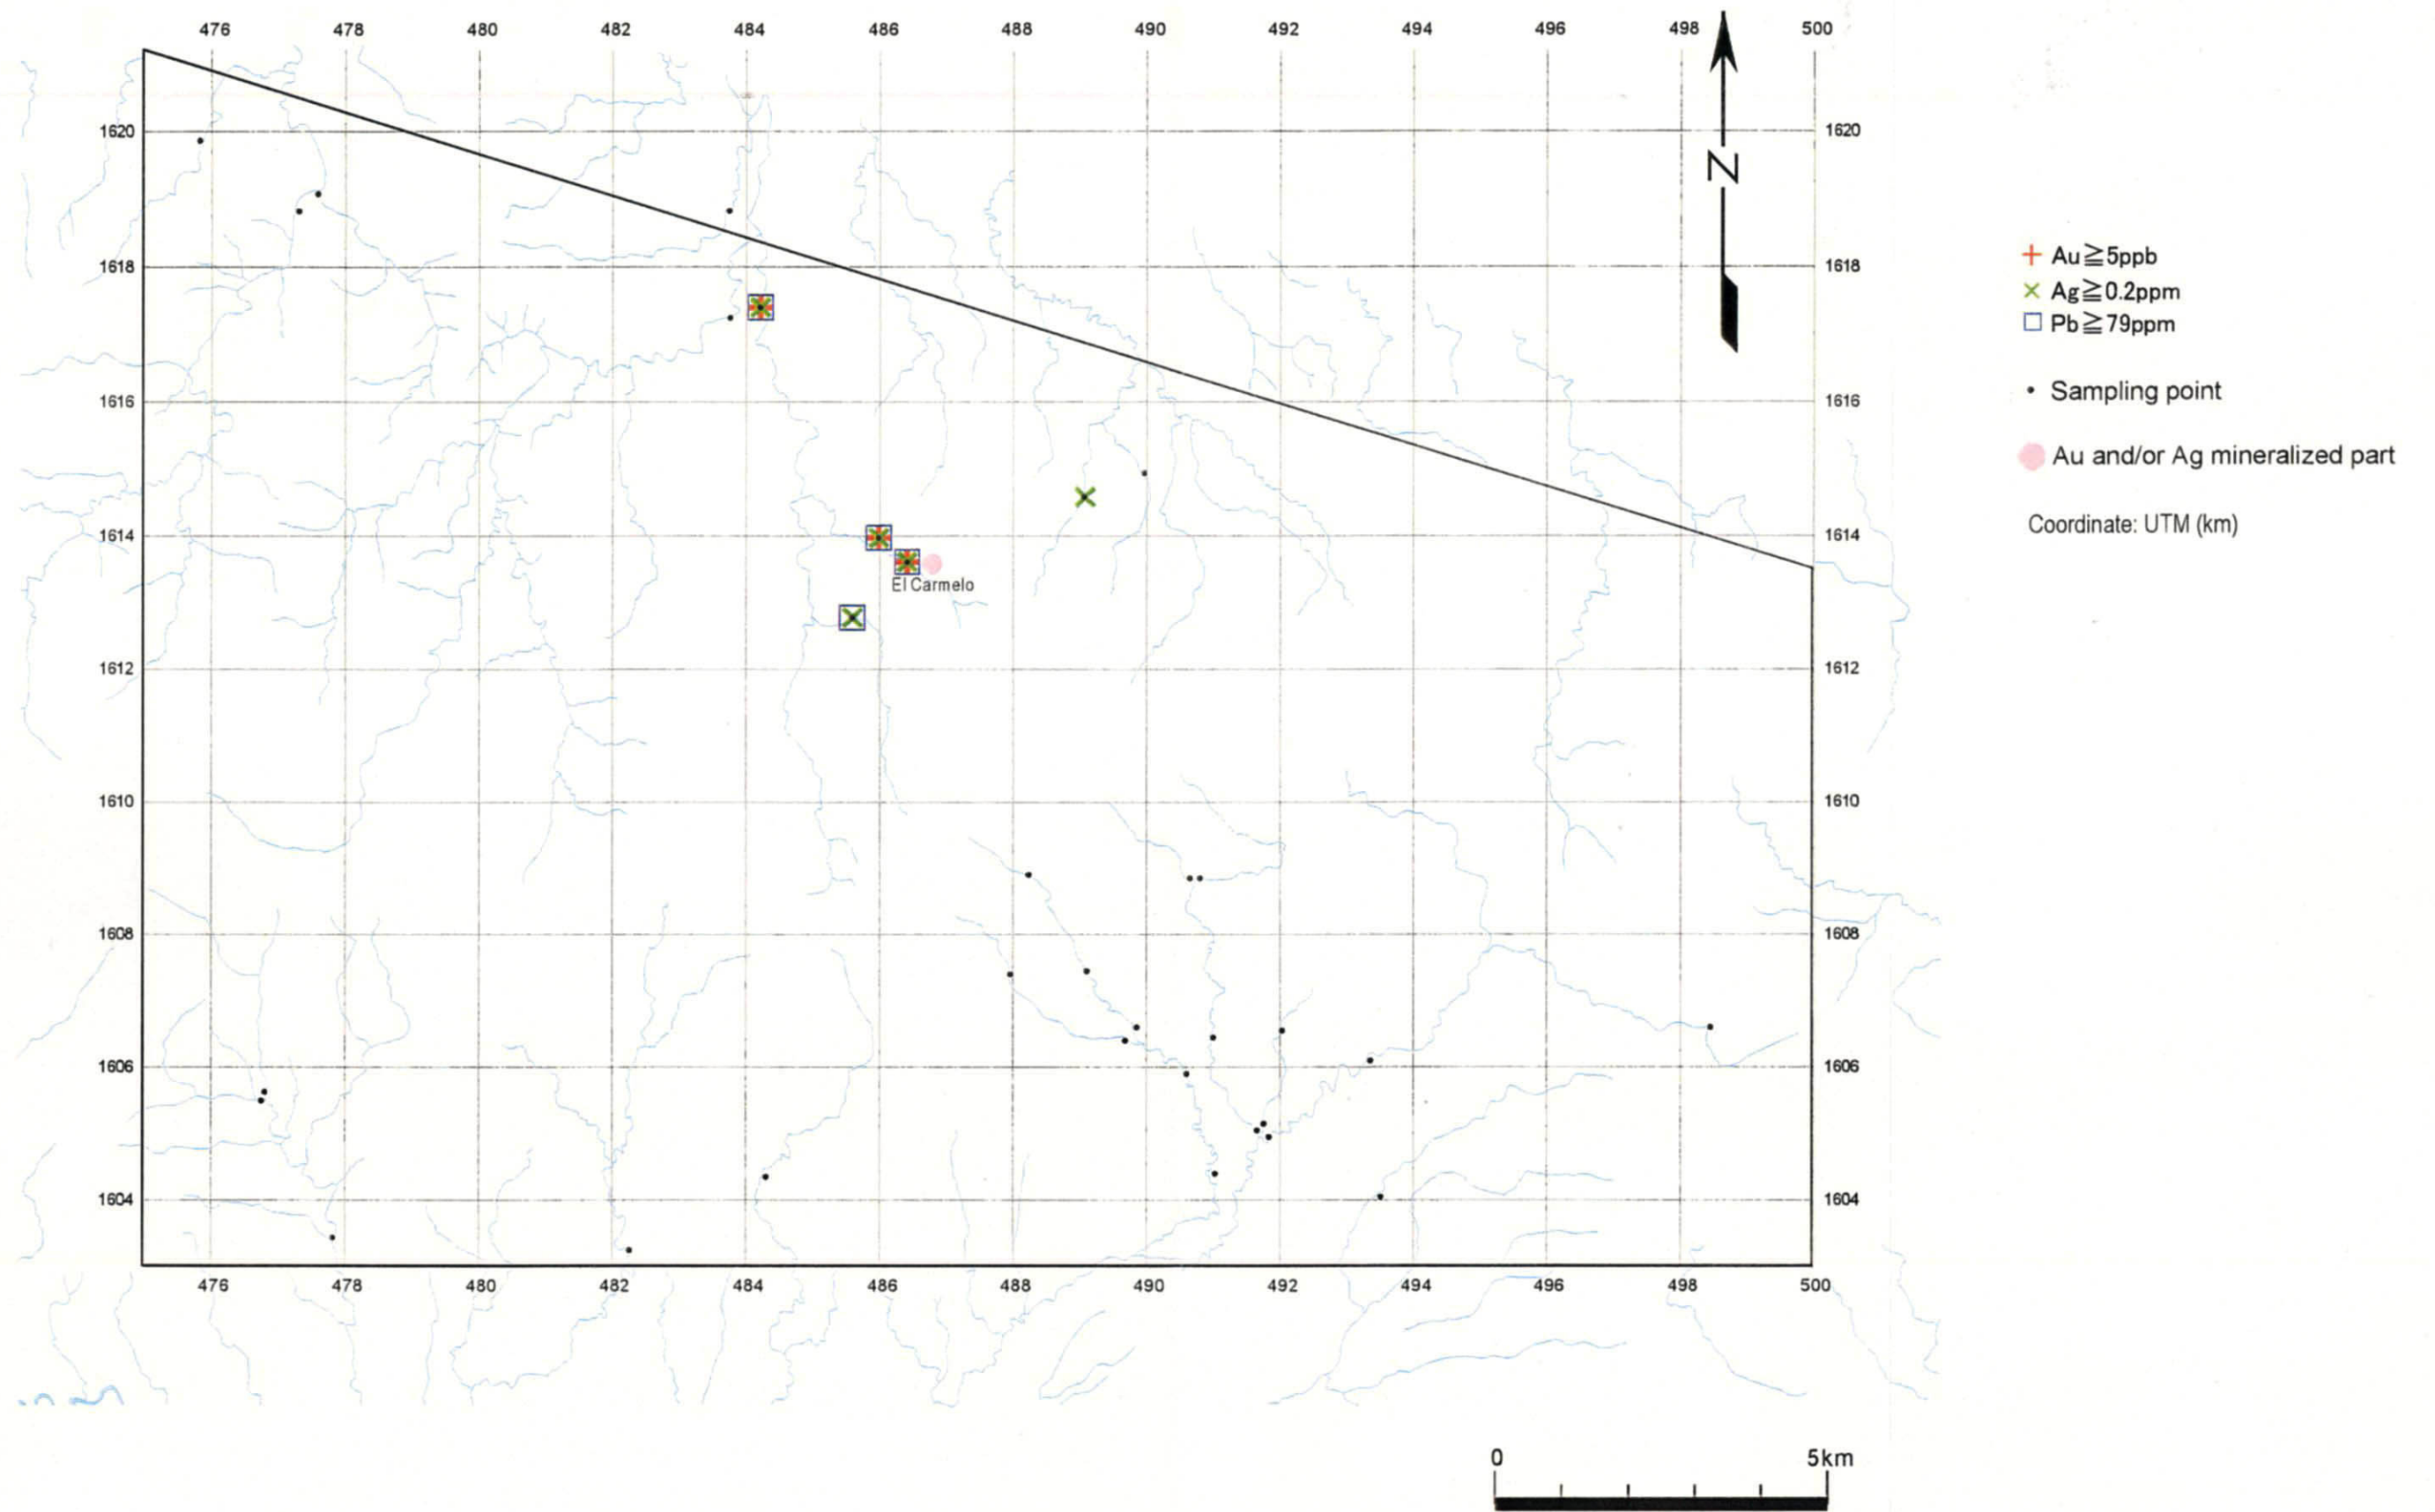 476 478 480 482 484 486 488 490 492 494 496 498 500
1620 1620
N
1618 1618
Au≧5ppb
Ag≧0.2ppm
Pb≧79ppm
1616 1616
Sampling point
Au and/or Ag mineralized part
Coordinate: UTM (km)
1614 1614
El Carmelo
1612 1612
1610 1610
1608 1608
1606 1606
1604 1604
476 478 480 482 484 486 488 490 492 494 496 498 500
0 5km